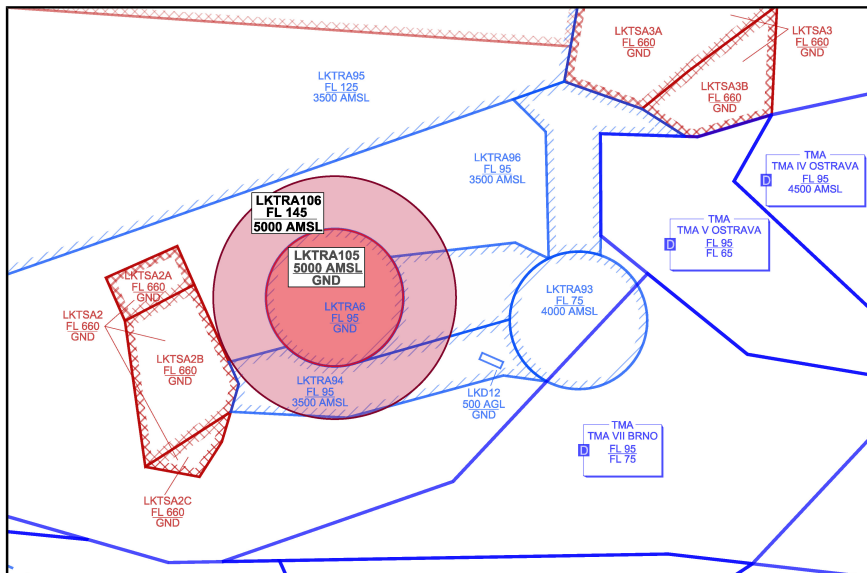 LKTSA3A
FL 660
GND
LKTSA3
FL 660
GND
LKTSA3B
FL 660
GND
LKTRA95
FL 125
3500 AMSL
LKTRA96
FL 95
3500 AMSL
TMA
TMA IV OSTRAVA
D
FL 95
4500 AMSL
LKTRA106
FL 145
5000 AMSL
TMA
TMA V OSTRAVA
D
FL 95
FL 65
LKTRA105
5000 AMSL
GND
LKTSA2A
FL 660
GND
LKTRA93
FL 75
4000 AMSL
LKTRA6
FL 95
GND
LKTSA2
FL 660
GND
LKTSA2B
FL 660
GND
LKTRA94
FL 95
3500 AMSL
LKD12
500 AGL
GND
TMA
TMA VII BRNO
D
FL 95
FL 75
LKTSA2C
FL 660
GND